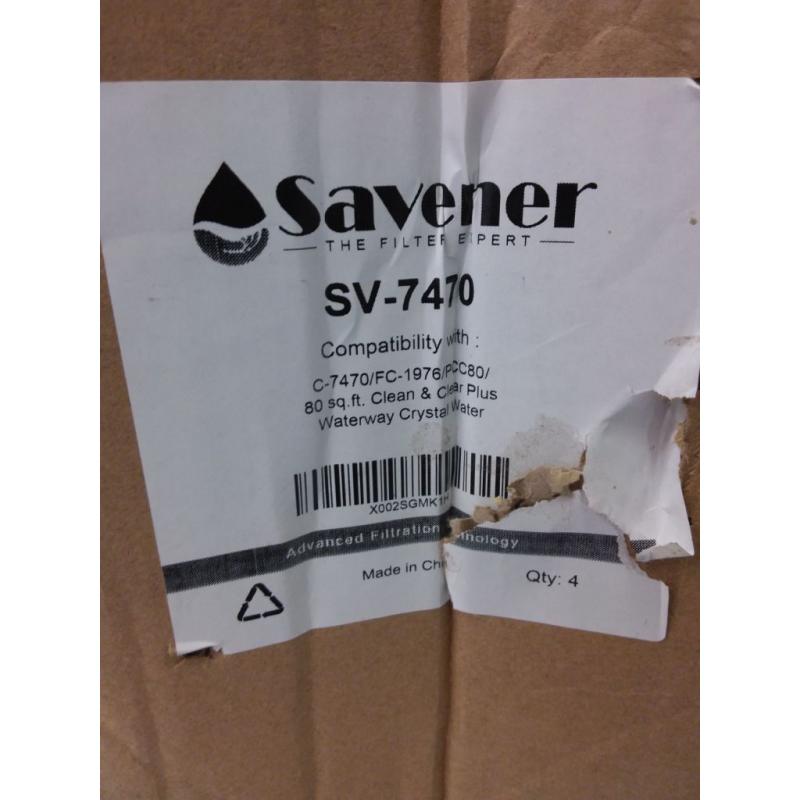 Savener
THE FILTER EXPERT
SV-7470
Compatibility with :
C-7470/FC-1976/PCC80/
80 sq.ft. Clean & Clear Plus
Waterway Crystal Water
Advanced Filtration
Made in
Qty: 4